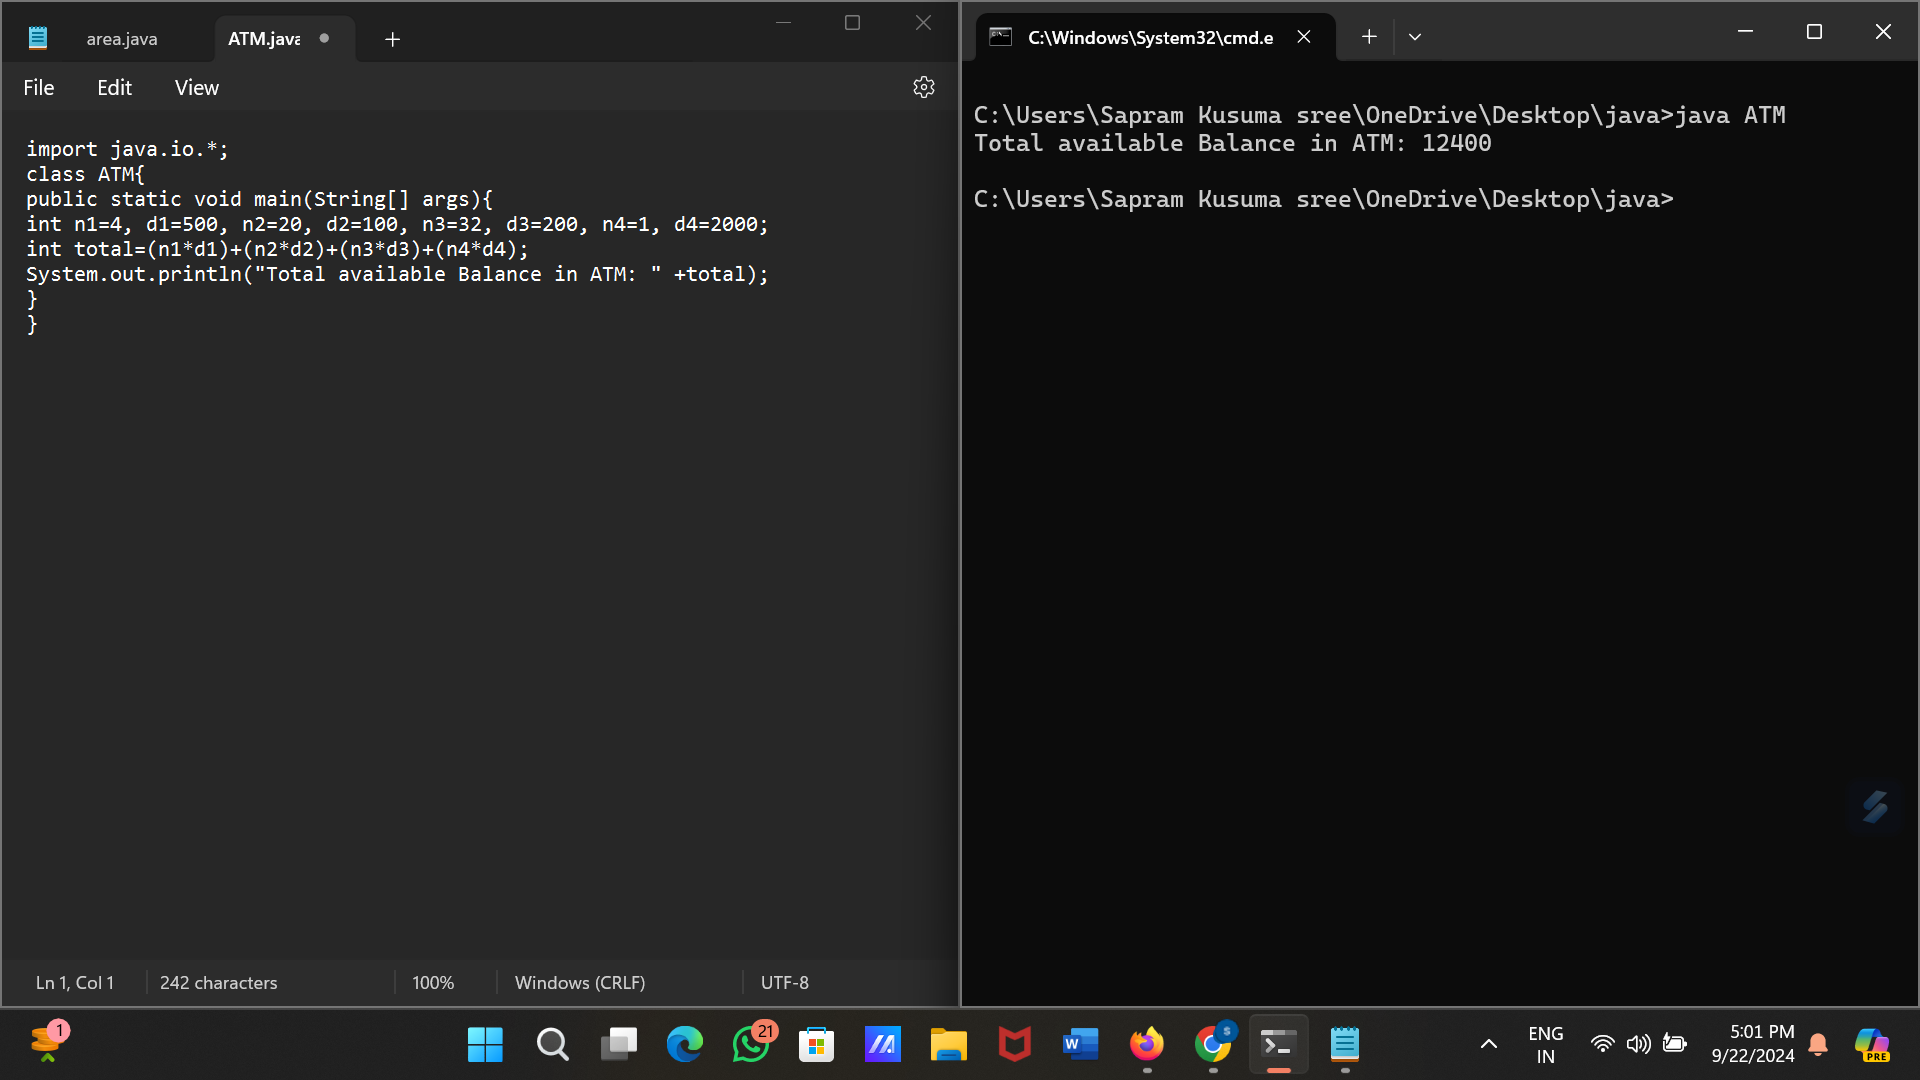 area.java
ATM.java
File Edit View
import java.io.*;
class ATM{
public static void main(String[] args){
int n1=4, d1=500, n2=20, d2=100, n3=32, d3=200, n4=1, d4=2000;
int total=(n1*d1)+(n2*d2)+(n3*d3)+(n4*d4);
System.out.println("Total available Balance in ATM: " +total);
}
}
Ln 1, Col 1 242 characters 100% Windows (CRLF) UTF-8
C:\Windows\System32\cmd.e
C:\Users\Sapram Kusuma sree\OneDrive\Desktop\java>java ATM
Total available Balance in ATM: 12400
C:\Users\Sapram Kusuma sree\OneDrive\Desktop\java>
1
21
W
S
ENG
IN
5:01 PM
9/22/2024
PRE